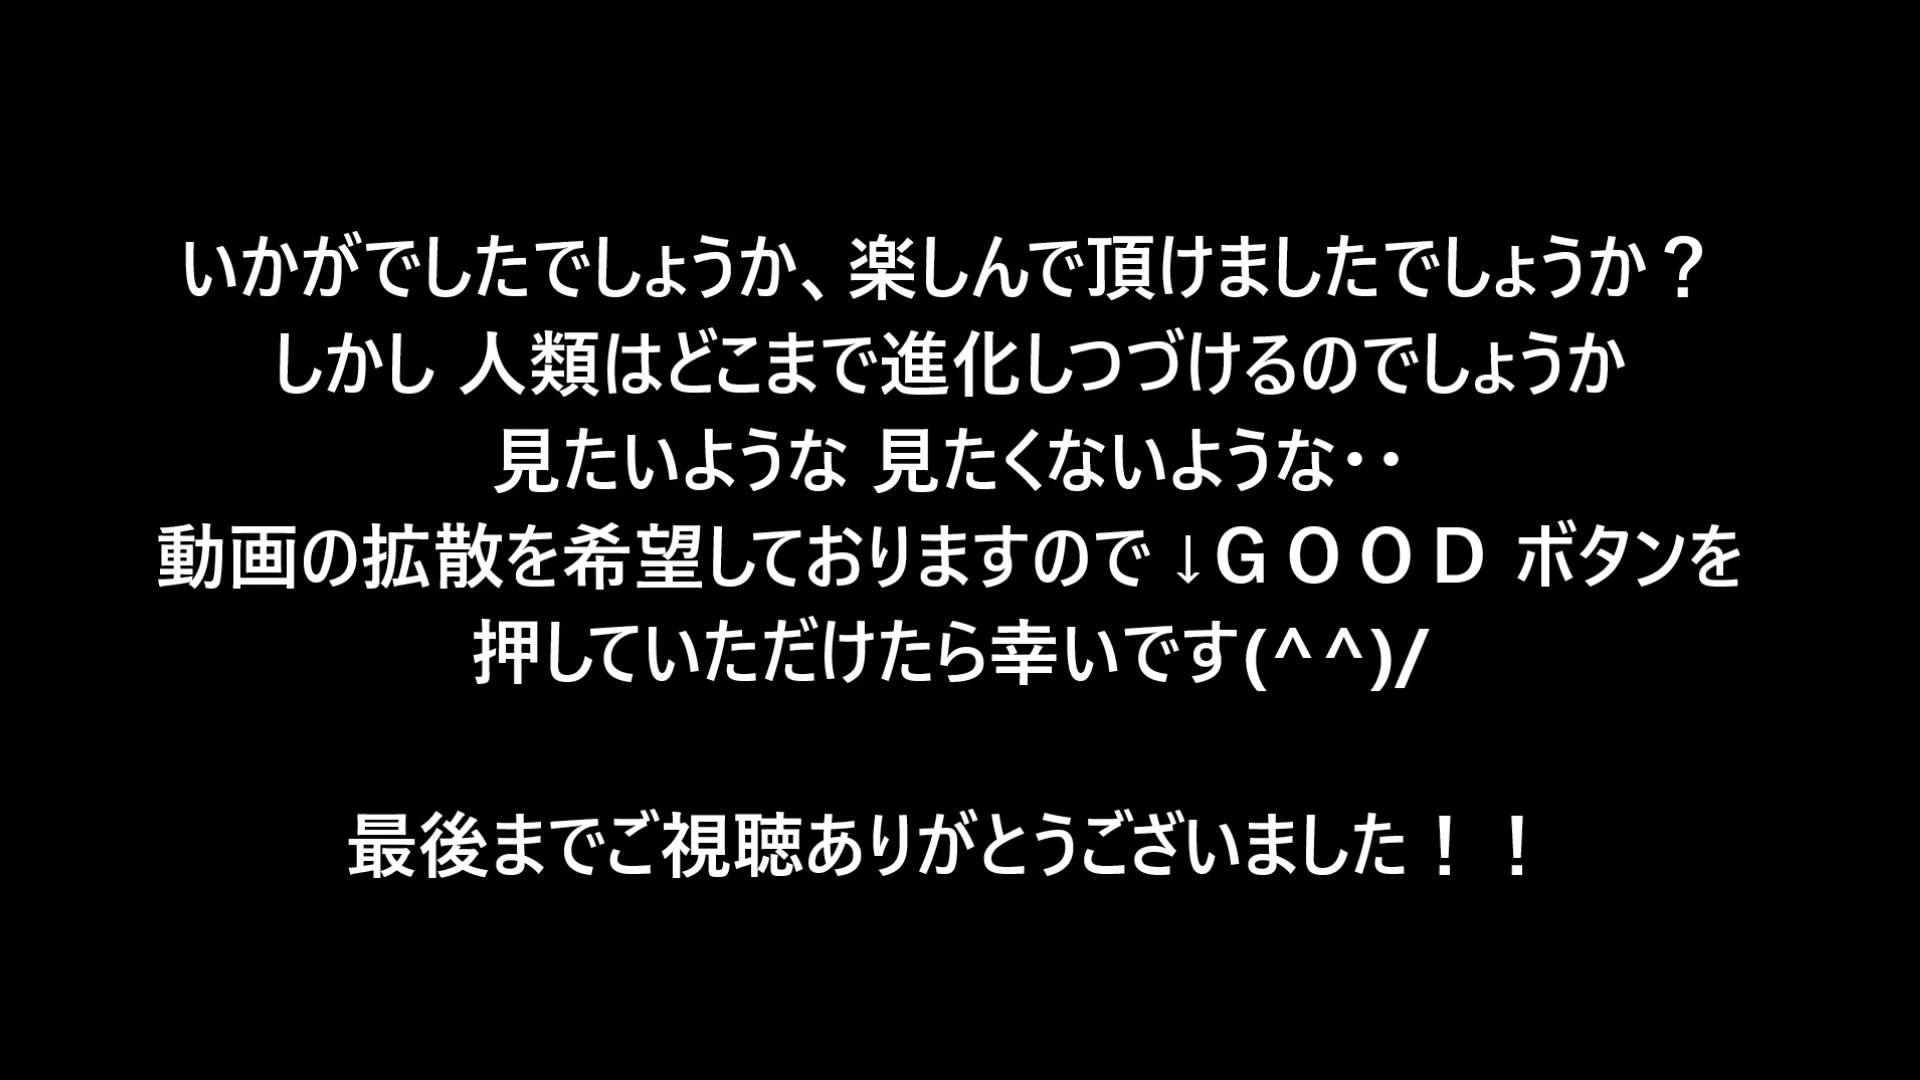 いかがでしたでしょうか、楽しんで頂けましたでしょうか？
しかし 人類はどこまで進化しつづけるのでしょうか
見たいような 見たくないような・・
動画の拡散を希望しておりますので↓ＧＯＯＤ ボタンを
押していただけたら幸いです(^^)/
最後までご視聴ありがとうございました！！